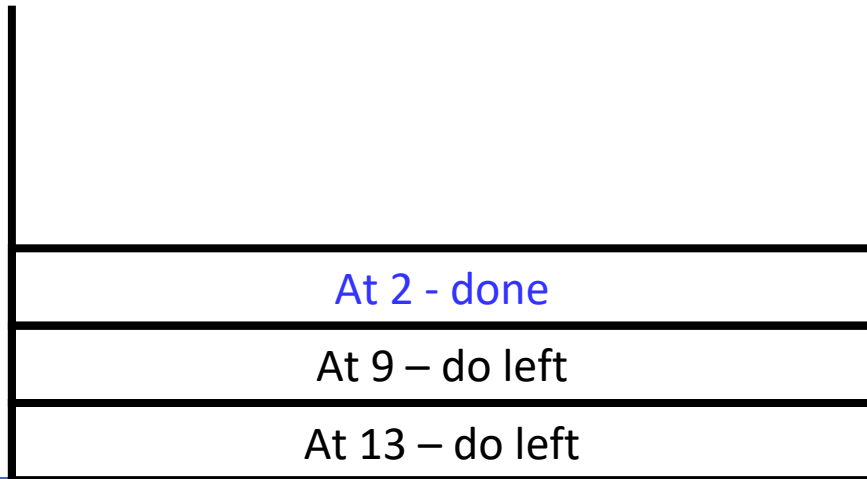 At 2 - done
At 9 – do left
At 13 – do left